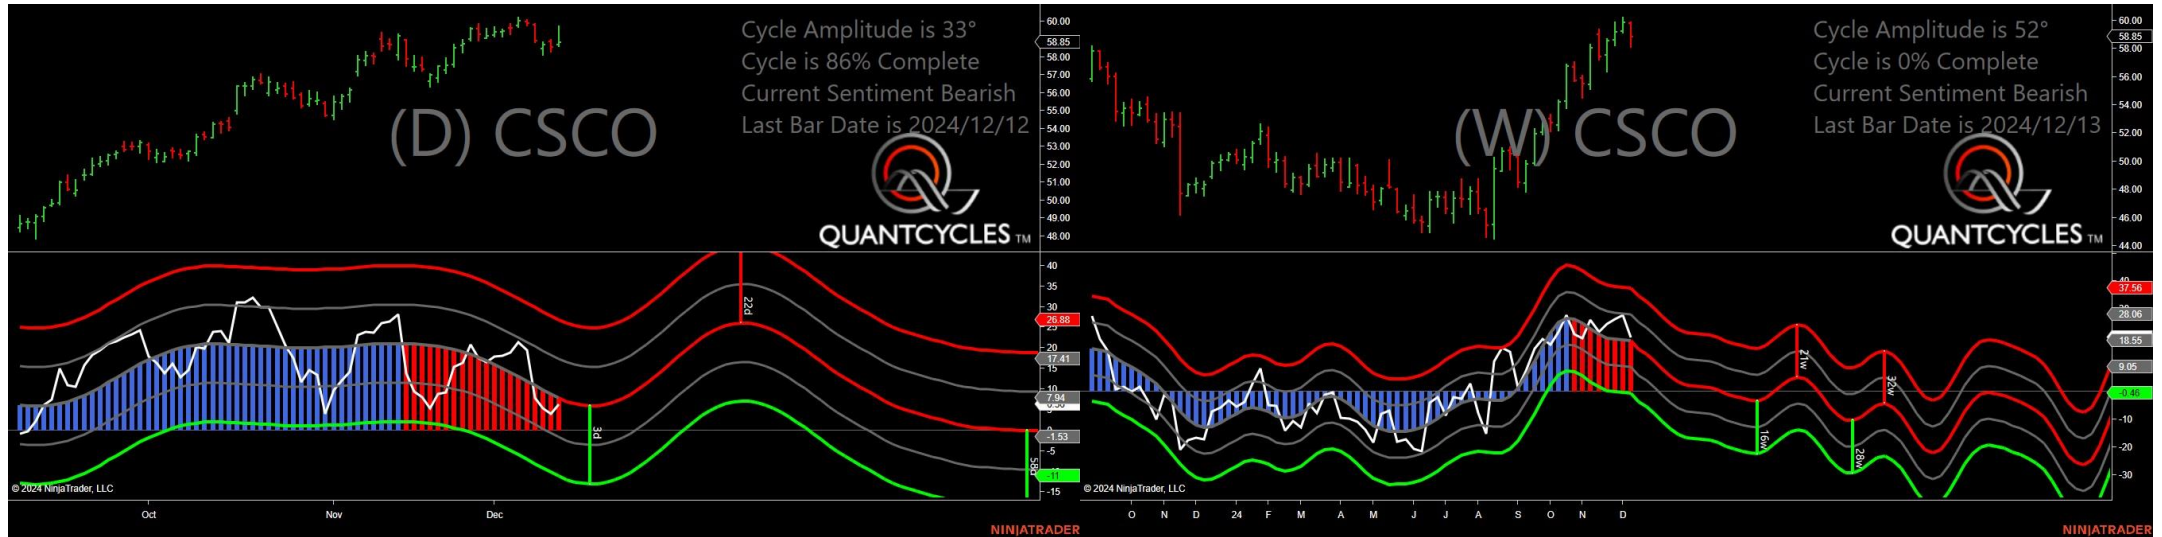 Cycle Amplitude is 33°
Cycle is 86% Complete
Current Sentiment Bearish
Last Bar Date is 2024/12/12
(D) CSCO
QUANTCYCLES TM
60.00
58.85
58.00
57.00
56.00
55.00
54.00
53.00
52.00
51.00
50.00
49.00
48.00
40
35
30
26.88
25
20
17.41
15
10
7.94
-1.53
-5
-11
-15
22d
3d
58d
© 2024 NinjaTrader, LLC
Oct
Nov
Dec
NINJATRADER
Cycle Amplitude is 52°
Cycle is 0% Complete
Current Sentiment Bearish
Last Bar Date is 2024/12/13
(W) CSCO
QUANTCYCLES TM
60.00
58.85
58.00
56.00
54.00
52.00
50.00
48.00
46.00
44.00
40
37.56
28.06
18.55
9.05
-0.46
-10
-20
-30
21w
32w
16w
28w
© 2024 NinjaTrader, LLC
O N D 24 F M A M J J A S O N D
NINJATRADER